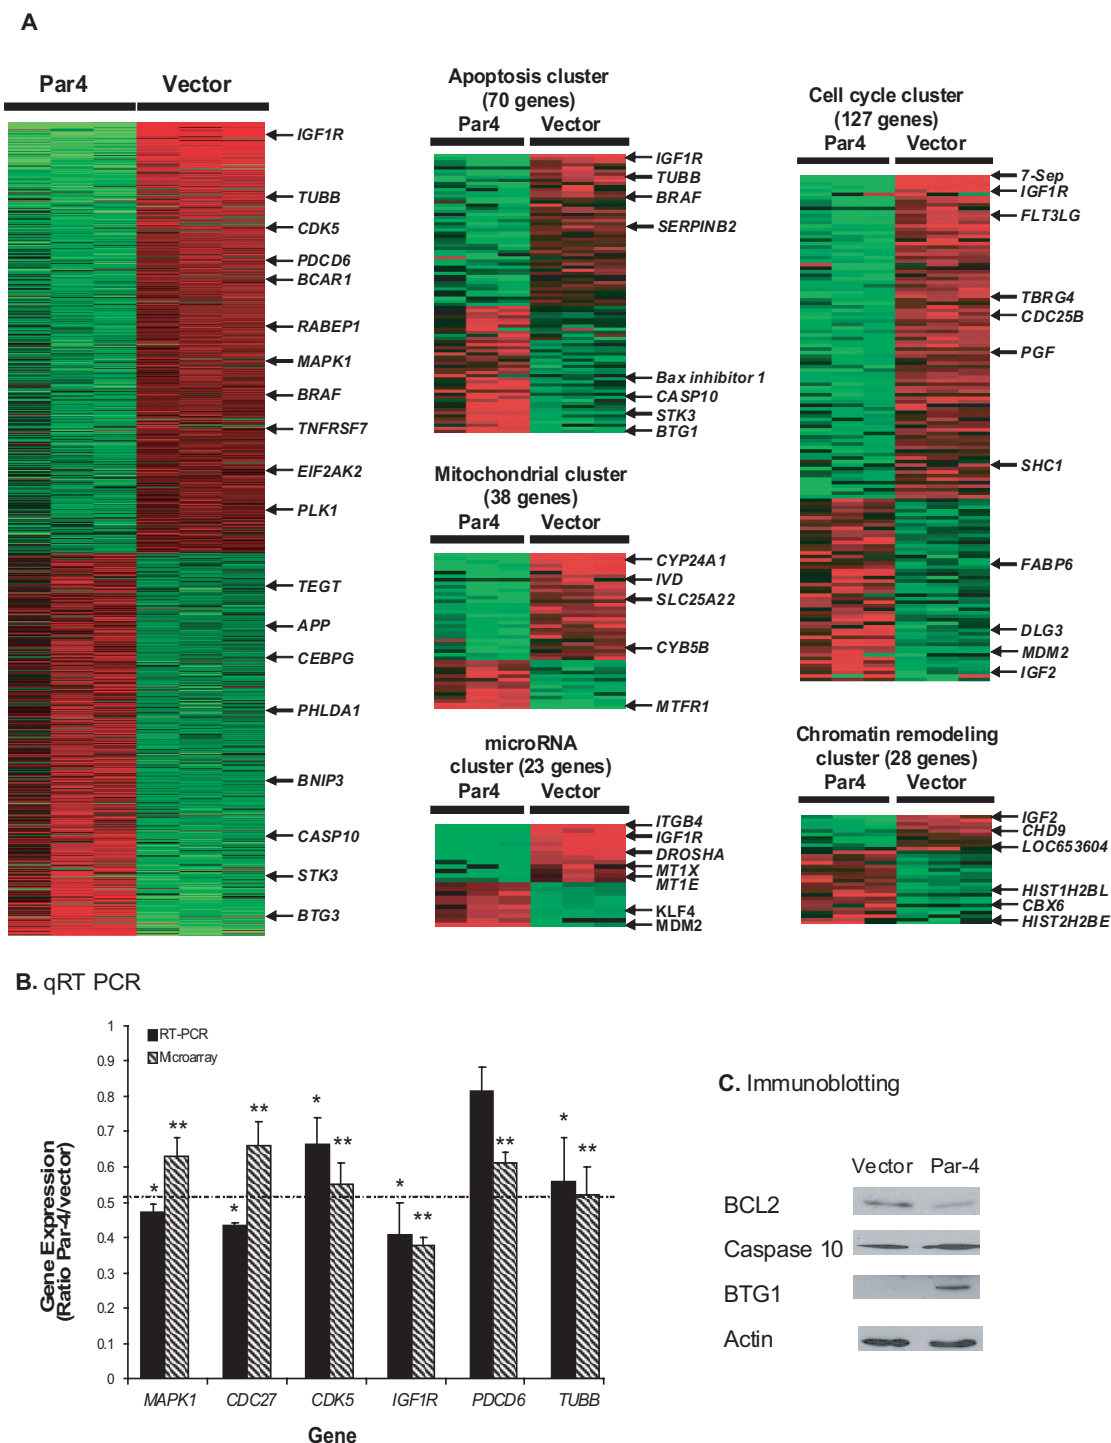 A
Par4 Vector
IGF1R
TUBB
CDK5
PDCD6
BCAR1
RABEP1
MAPK1
BRAF
TNFRSF7
EIF2AK2
PLK1
TEGT
APP
CEBPG
PHLDA1
BNIP3
CASP10
STK3
BTG3
Apoptosis cluster
(70 genes)
Par4 Vector
IGF1R
TUBB
BRAF
SERPINB2
Bax inhibitor 1
CASP10
STK3
BTG1
Mitochondrial cluster
(38 genes)
Par4 Vector
CYP24A1
IVD
SLC25A22
CYB5B
MTFR1
microRNA
cluster (23 genes)
Par4 Vector
ITGB4
IGF1R
DROSHA
MT1X
MT1E
KLF4
MDM2
Cell cycle cluster
(127 genes)
Par4 Vector
7-Sep
IGF1R
FLT3LG
TBRG4
CDC25B
PGF
SHC1
FABP6
DLG3
MDM2
IGF2
Chromatin remodeling
cluster (28 genes)
Par4 Vector
IGF2
CHD9
LOC653604
HIST1H2BL
CBX6
HIST2H2BE
B. qRT PCR
Gene Expression
(Ratio Par-4/vector)
1
0.9
0.8
0.7
0.6
0.5
0.4
0.3
0.2
0.1
0
RT-PCR
Microarray
* ** * ** * ** * ** ** * **
MAPK1 CDC27 CDK5 IGF1R PDCD6 TUBB
Gene
C. Immunoblotting
Vector Par-4
BCL2
Caspase 10
BTG1
Actin